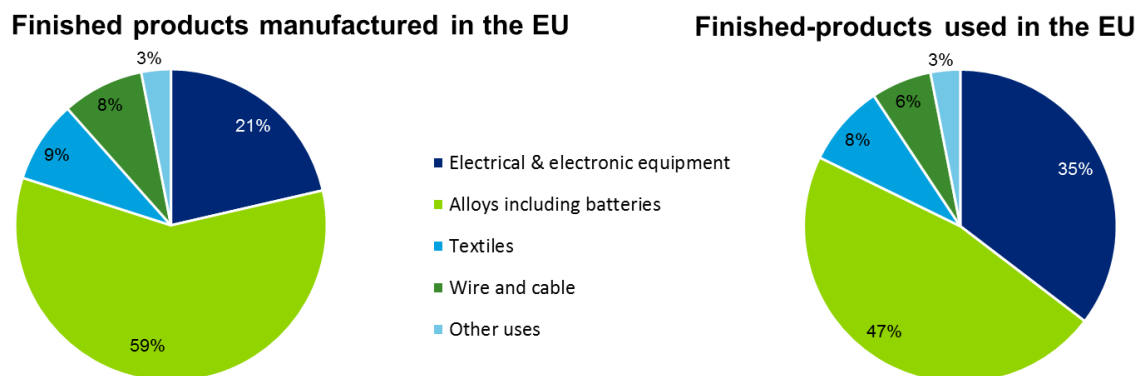 Finished products manufactured in the EU
3%
8%
9%
21%
59%
Electrical & electronic equipment
Alloys including batteries
Textiles
Wire and cable
Other uses
Finished-products used in the EU
3%
6%
8%
35%
47%